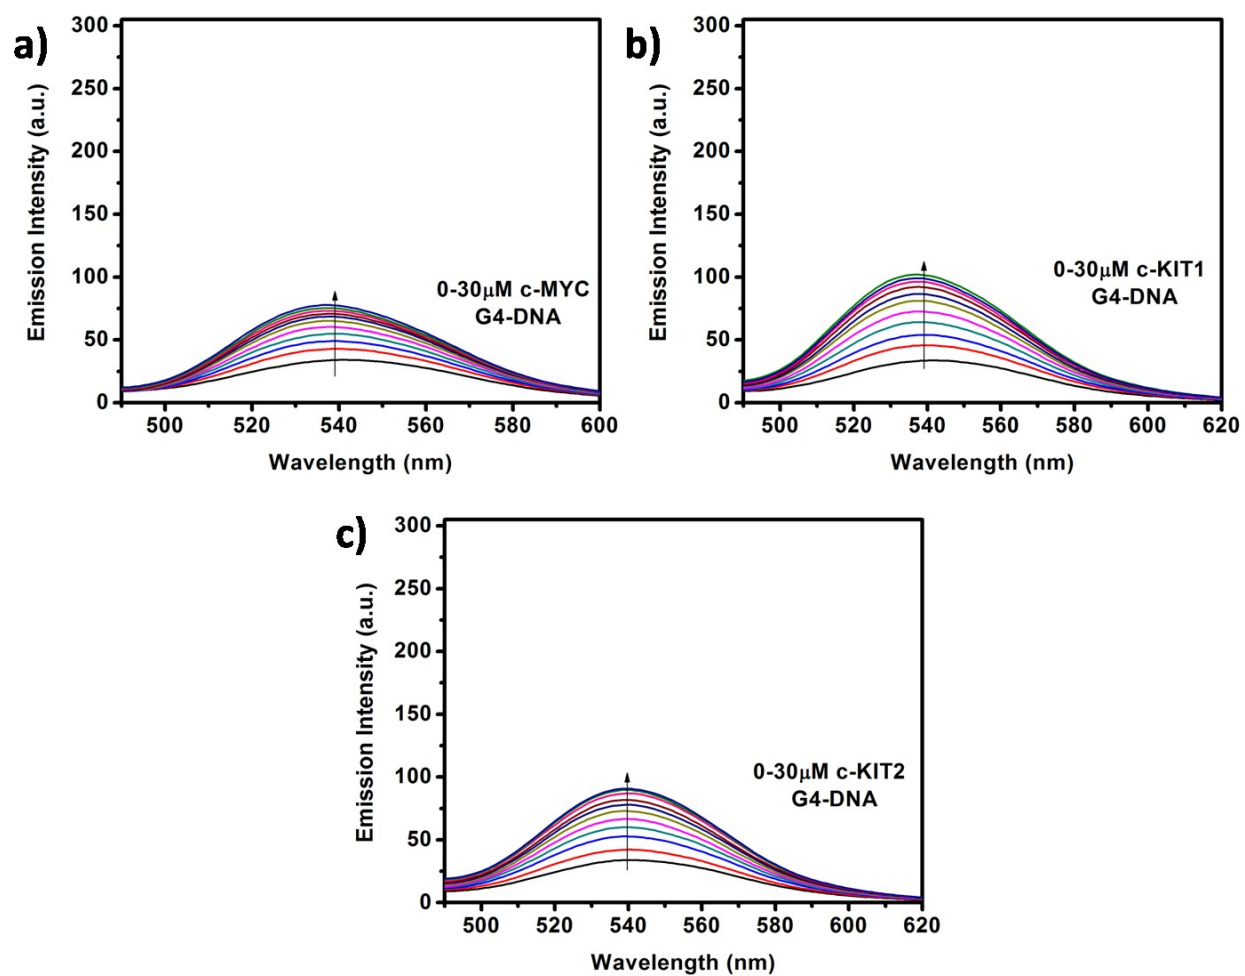 a)
300
250
200
150
100
50
0
Emission Intensity (a.u.)
0-30μM c-MYC
G4-DNA
500 520 540 560 580 600
Wavelength (nm)
b)
300
250
200
150
100
50
0
Emission Intensity (a.u.)
0-30μM c-KIT1
G4-DNA
500 520 540 560 580 600 620
Wavelength (nm)
c)
300
250
200
150
100
50
0
Emission Intensity (a.u.)
0-30μM c-KIT2
G4-DNA
500 520 540 560 580 600 620
Wavelength (nm)